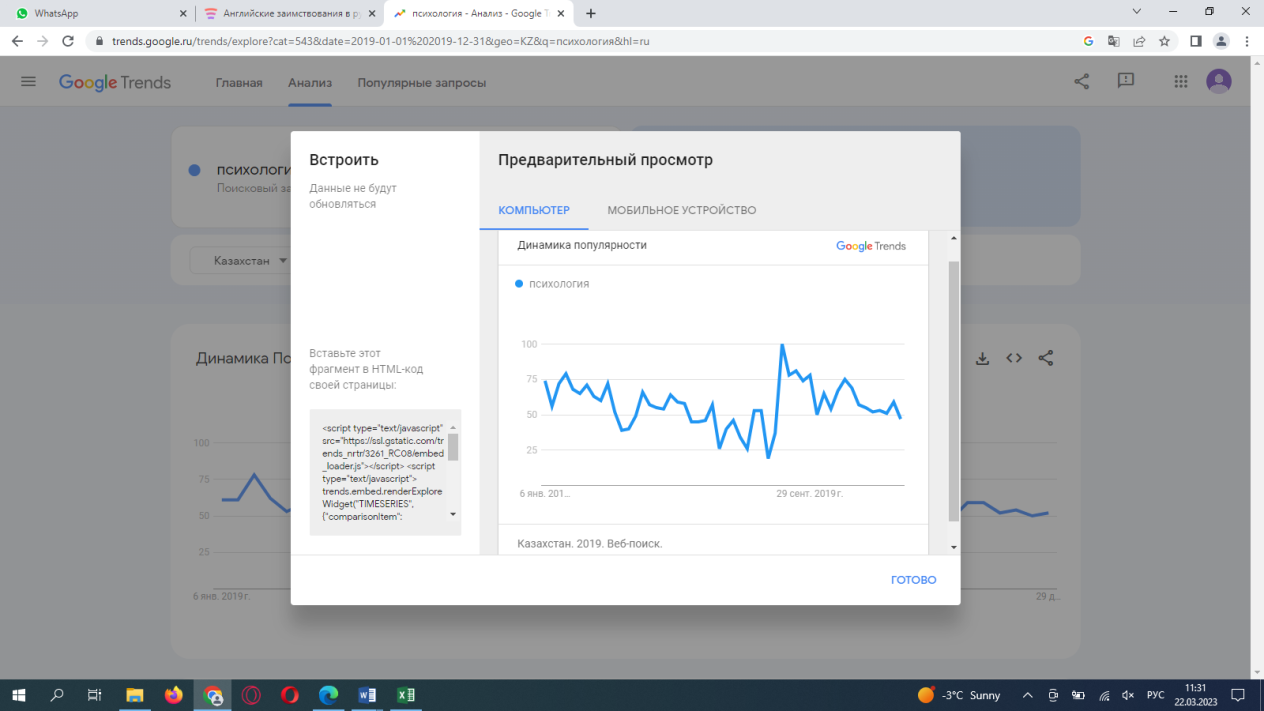 WhatsApp
Английские заимствования в ру
психология - Анализ - Google T
trends.google.ru/trends/explore?cat=543&date=2019-01-01%202019-12-31&geo=KZ&q=психология&hl=ru
Google Trends
Главная
Анализ
Популярные запросы
психологи
Поисковый за
Казахстан
Динамика По
100
75
50
25
6 янв. 2019 г.
29 д...
Встроить
Данные не будут
обновляться
Вставьте этот
фрагмент в HTML-код
своей страницы:
<script type="text/javascript"
src="https://ssl.gstatic.com/tr
ends_nrtr/3261_RC08/embed
_loader.js"></script> <script
type="text/javascript">
trends.embed.renderExplore
Widget("TIMESERIES",
{"comparisonItem":
Предварительный просмотр
КОМПЬЮТЕР
МОБИЛЬНОЕ УСТРОЙСТВО
Динамика популярности
Google Trends
психология
100
75
50
25
6 янв. 201...
29 сент. 2019 г.
Казахстан. 2019. Веб-поиск.
ГОТОВО
-3°C Sunny
РУС
11:31
22.03.2023